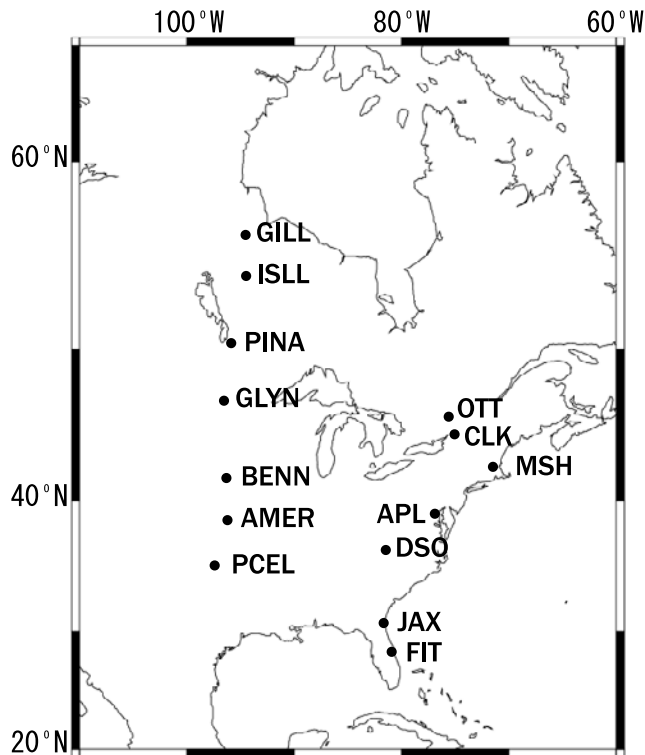 100°W 80°W 60°W
60°N
GILL
ISLL
PINA
GLYN
OTT
CLK
MSH
BENN
40°N
APL
AMER
DSO
PCEL
JAX
FIT
20°N